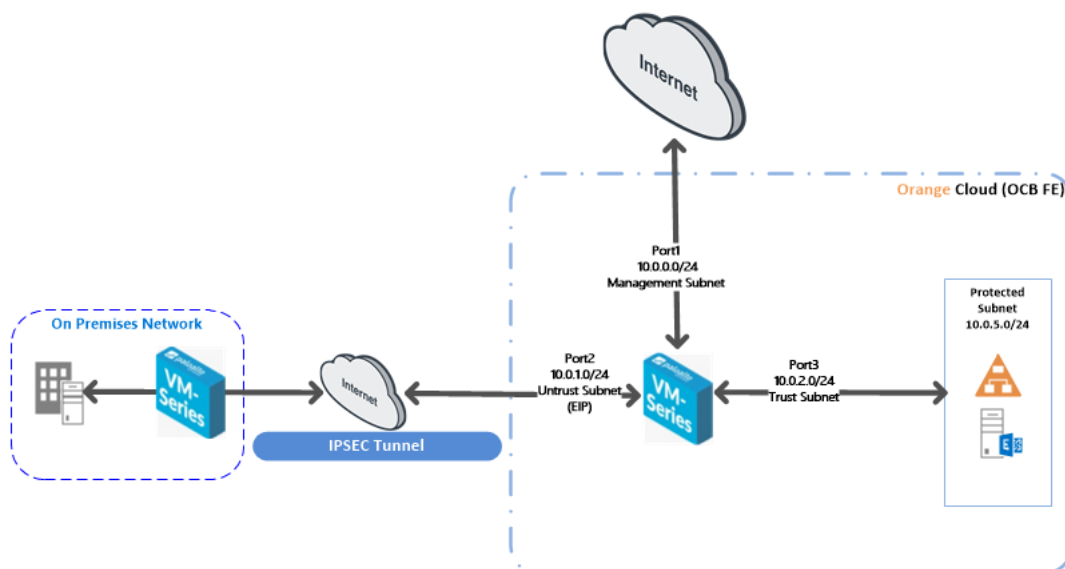 Internet
Orange Cloud (OCB FE)
Port1
10.0.0.0/24
Management Subnet
Protected
Subnet
10.0.5.0/24
On Premises Network
paloalto
VM-
Series
Internet
IPSEC Tunnel
Port2
10.0.1.0/24
Untrust Subnet
(EIP)
paloalto
VM-
Series
Port3
10.0.2.0/24
Trust Subnet
E